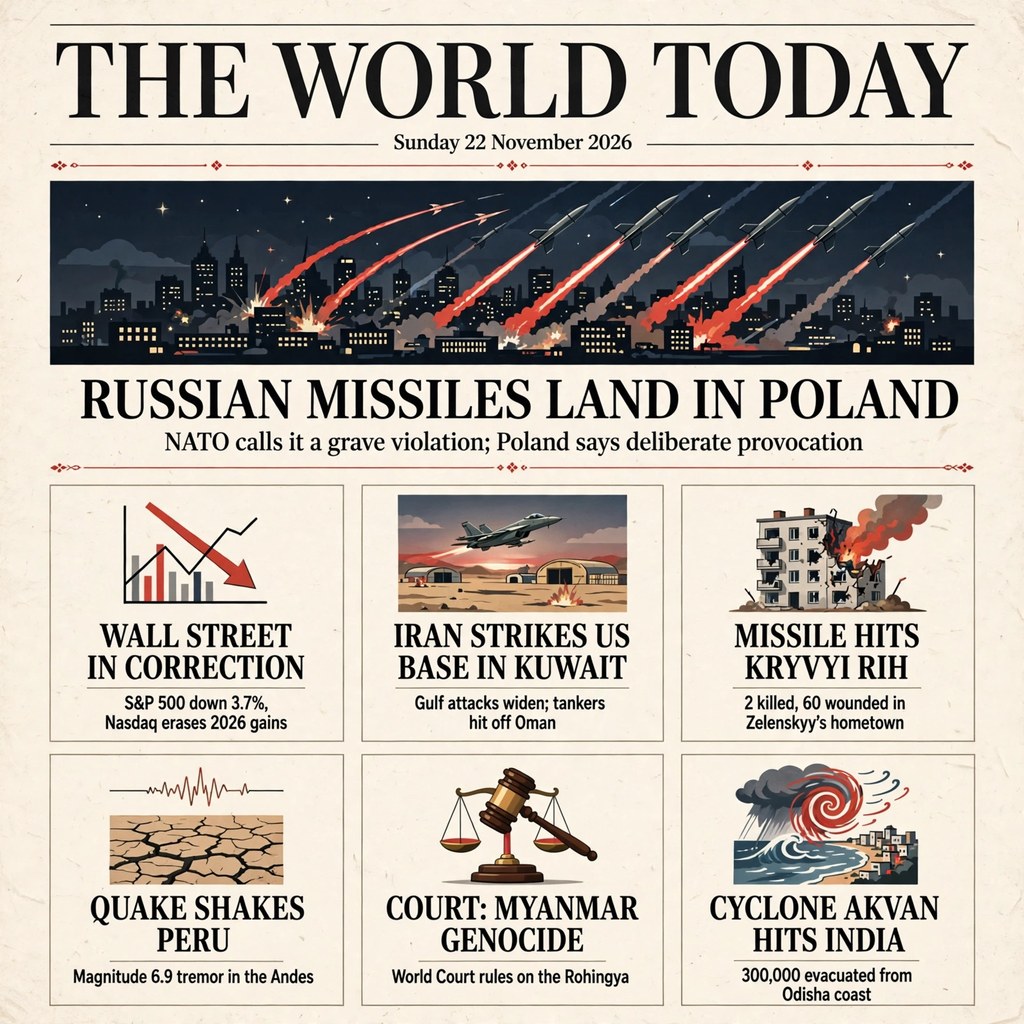 THE WORLD TODAY
Sunday 22 November 2026
RUSSIAN MISSILES LAND IN POLAND
NATO calls it a grave violation; Poland says deliberate provocation
WALL STREET
IN CORRECTION
S&P 500 down 3.7%,
Nasdaq erases 2026 gains
IRAN STRIKES US
BASE IN KUWAIT
Gulf attacks widen; tankers
hit off Oman
MISSILE HITS
KRYVYI RIH
2 killed, 60 wounded in
Zelenskyy's hometown
QUAKE SHAKES
PERU
Magnitude 6.9 tremor in the Andes
COURT: MYANMAR
GENOCIDE
World Court rules on the Rohingya
CYCLONE AKVAN
HITS INDIA
300,000 evacuated from
Odisha coast